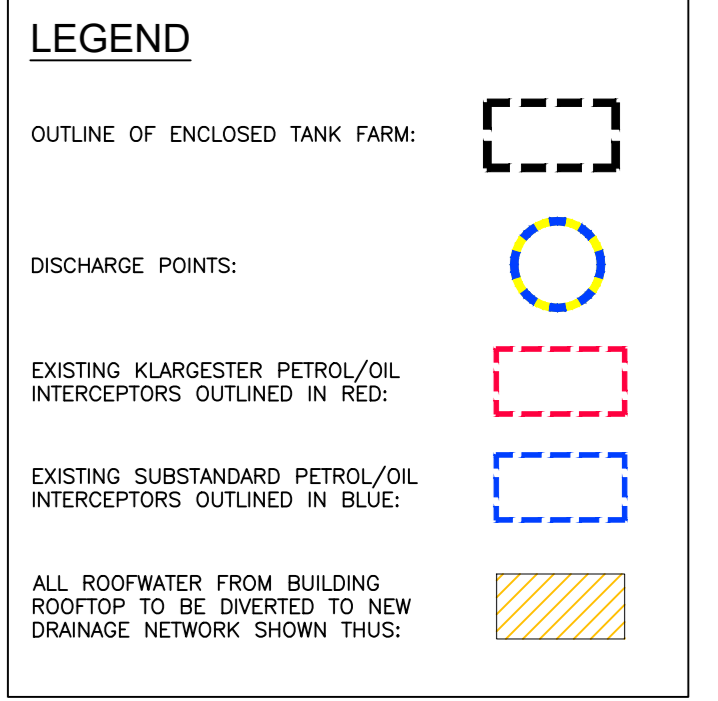 LEGEND
OUTLINE OF ENCLOSED TANK FARM:
DISCHARGE POINTS:
EXISTING KLARGESTER PETROL/OIL
INTERCEPTORS OUTLINED IN RED:
EXISTING SUBSTANDARD PETROL/OIL
INTERCEPTORS OUTLINED IN BLUE:
ALL ROOFWATER FROM BUILDING
ROOFTOP TO BE DIVERTED TO NEW
DRAINAGE NETWORK SHOWN THUS: